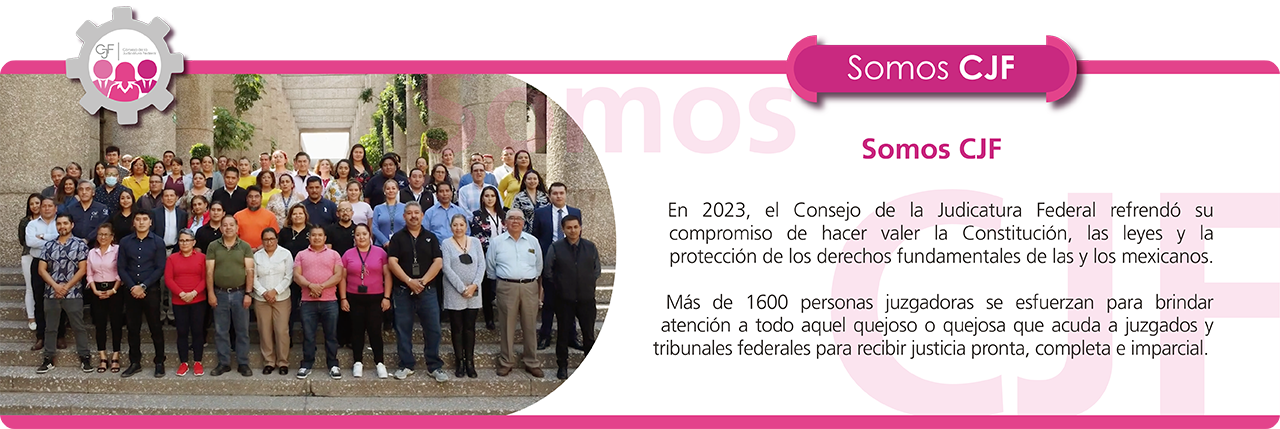 CJF
Consejo de la
Judicatura Federal
Somos CJF
Somos
CJF
Somos CJF
En 2023, el Consejo de la Judicatura Federal refrendó su
compromiso de hacer valer la Constitución, las leyes y la
protección de los derechos fundamentales de las y los mexicanos.
Más de 1600 personas juzgadoras se esfuerzan para brindar
atención a todo aquel quejoso o quejosa que acuda a juzgados y
tribunales federales para recibir justicia pronta, completa e imparcial.